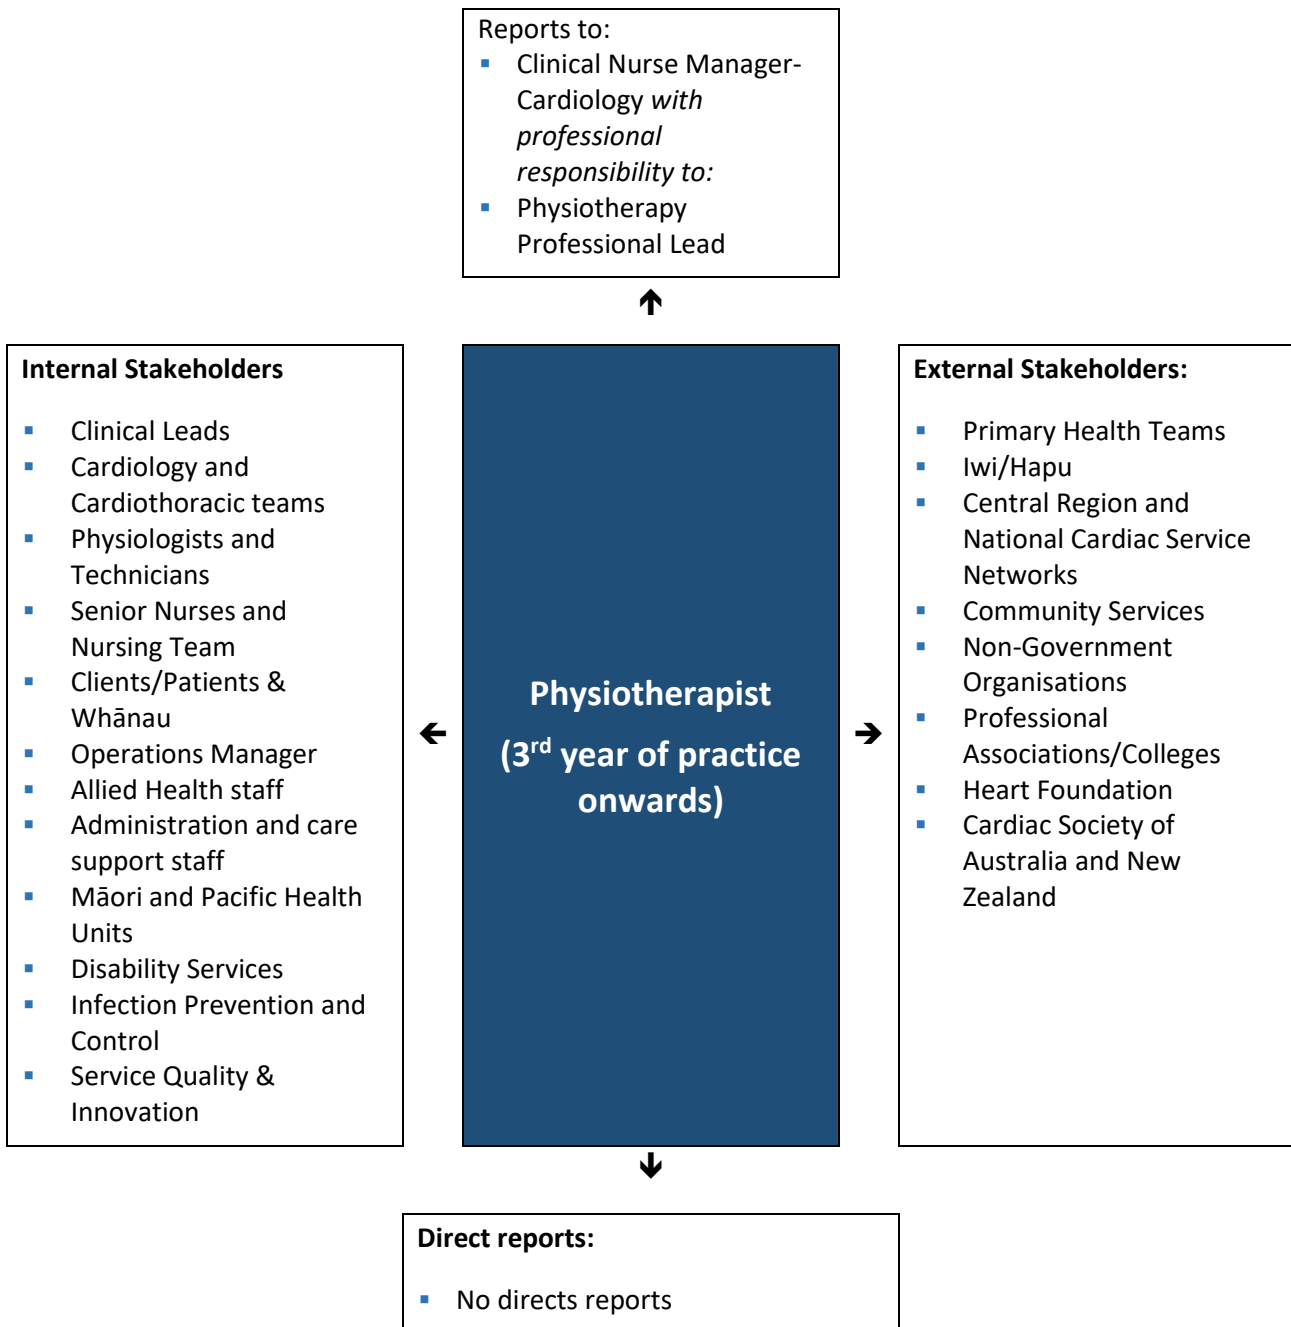 Reports to:
▪ Clinical Nurse Manager-
Cardiology with
professional
responsibility to:
▪ Physiotherapy
Professional Lead
🡱
Internal Stakeholders
▪ Clinical Leads
▪ Cardiology and
Cardiothoracic teams
▪ Physiologists and
Technicians
▪ Senior Nurses and
Nursing Team
▪ Clients/Patients &
Whānau
▪ Operations Manager
▪ Allied Health staff
▪ Administration and care
support staff
▪ Māori and Pacific Health
Units
▪ Disability Services
▪ Infection Prevention and
Control
▪ Service Quality &
Innovation
🡰
Physiotherapist
(3rd year of practice
onwards)
🡲
External Stakeholders:
▪ Primary Health Teams
▪ Iwi/Hapu
▪ Central Region and
National Cardiac Service
Networks
▪ Community Services
▪ Non-Government
Organisations
▪ Professional
Associations/Colleges
▪ Heart Foundation
▪ Cardiac Society of
Australia and New
Zealand
🡳
Direct reports:
▪ No directs reports